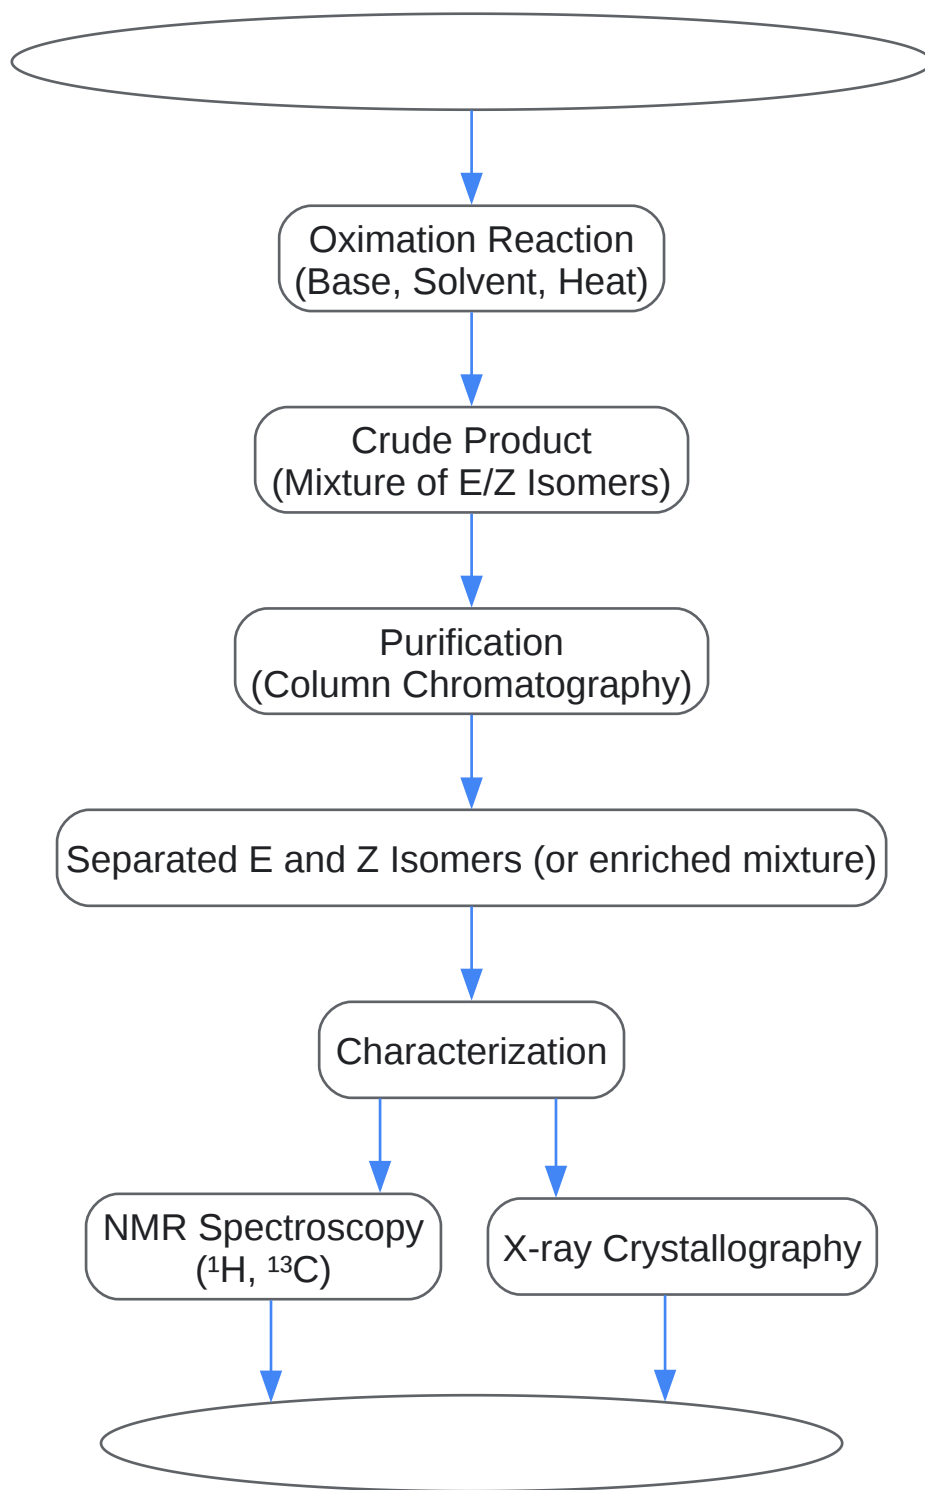 Oximation Reaction
(Base, Solvent, Heat)
Crude Product
(Mixture of E/Z Isomers)
Purification
(Column Chromatography)
Separated E and Z Isomers (or enriched mixture)
Characterization
NMR Spectroscopy
(¹H, ¹³C)
X-ray Crystallography